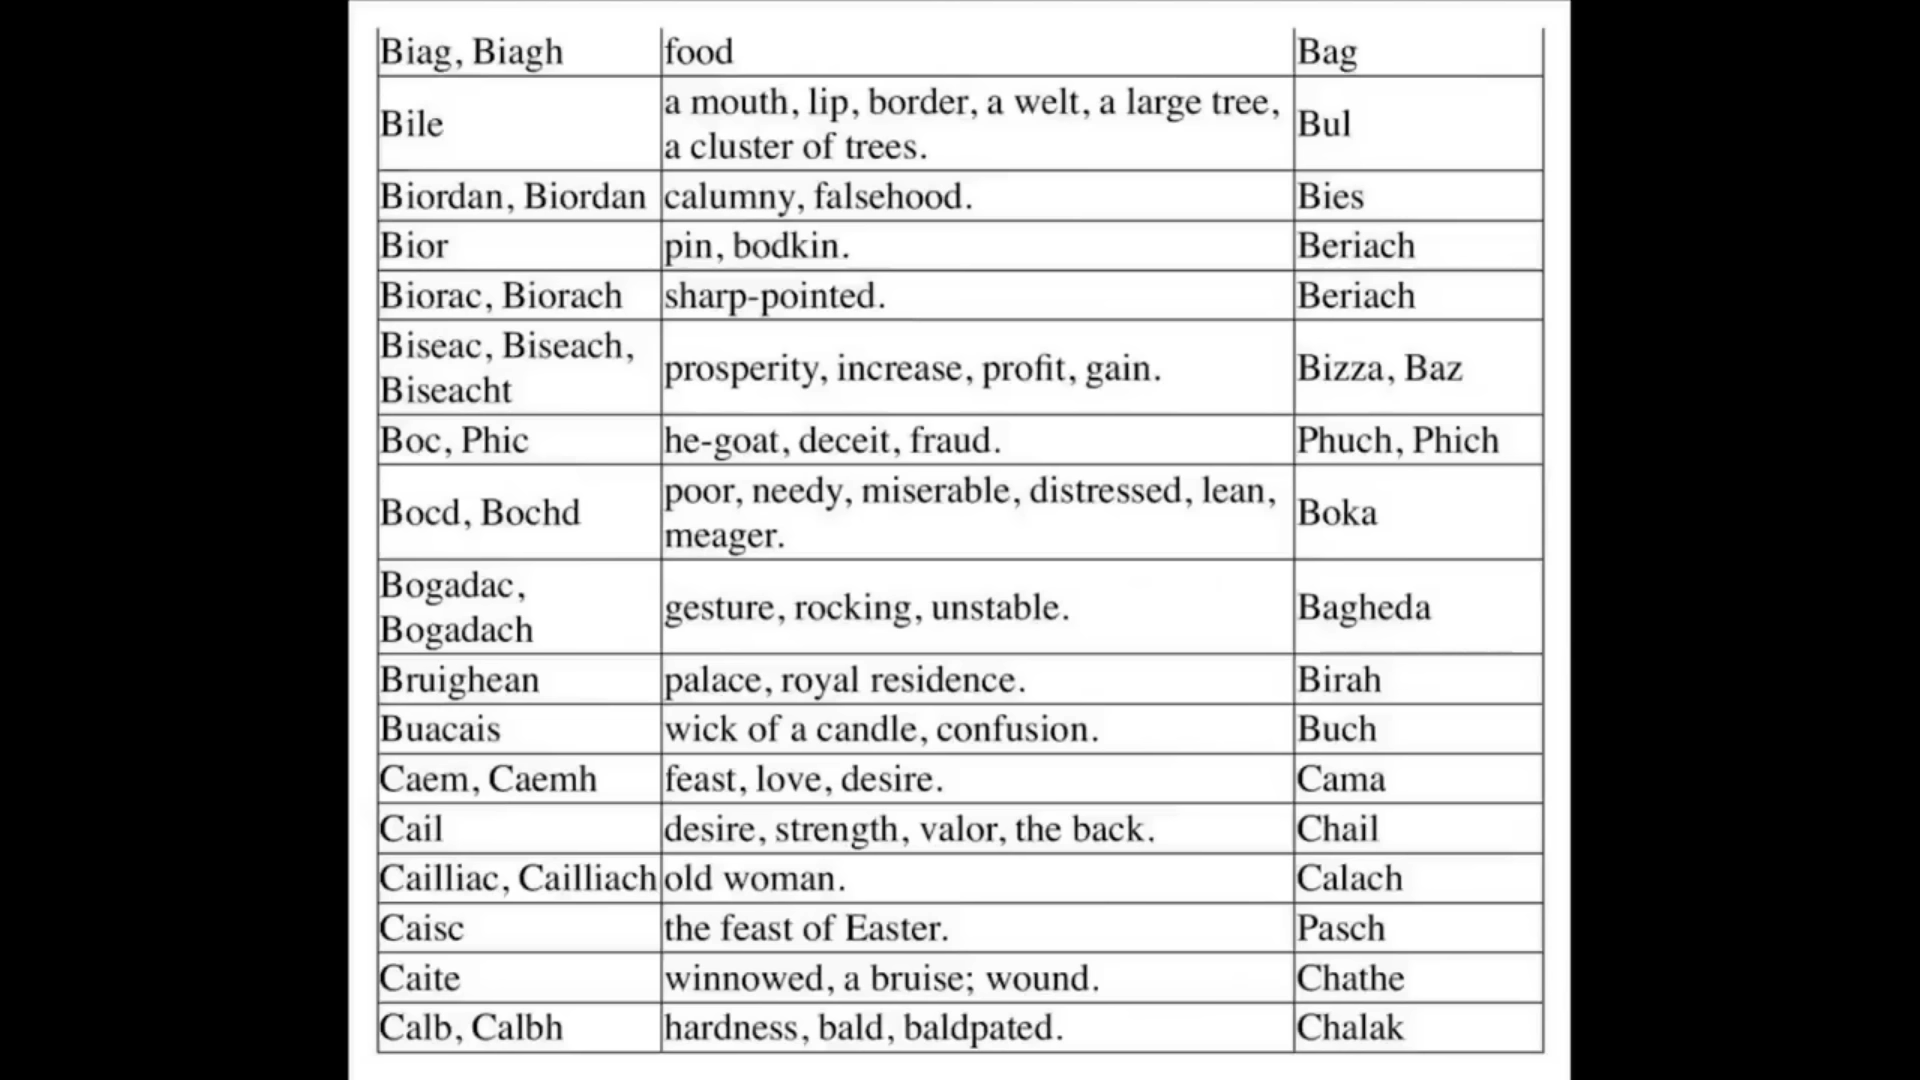 Biag, Biagh food Bag
a mouth, lip, border, a welt, a large tree,
Bile Bul
a cluster of trees.
Biordan, Biordan calumny, falsehood. Bies
Bior pin, bodkin. Beriach
Biorac, Biorach sharp-pointed. Beriach
Biseac, Biseach,
prosperity, increase, profit, gain. Bizza, Baz
Biseacht
Boc, Phic he-goat, deceit, fraud. Phuch, Phich
poor, needy, miserable, distressed, lean,
Bocd, Bochd Boka
meager.
Bogadac,
gesture, rocking, unstable. Bagheda
Bogadach
Bruighean palace, royal residence. Birah
Buacais wick of a candle, confusion. Buch
Caem, Caemh feast, love, desire. Cama
Cail desire, strength, valor, the back. Chail
Cailliac, Cailliach old woman. Calach
Caisc the feast of Easter. Pasch
Caite winnowed, a bruise; wound. Chathe
Calb, Calbh hardness, bald, baldpated. Chalak